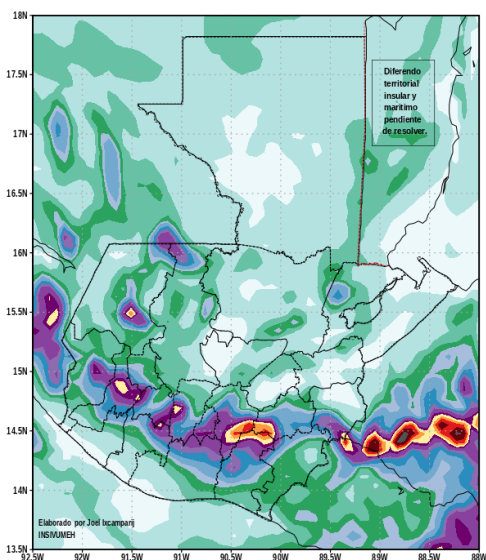 18N
17.5N
17N
16.5N
16N
15.5N
15N
14.5N
14N
13.5N
Diferendo
territorial
insular y
maritimo
pendiente
de resolver.
Elaborado por Joel Ixcamparij
INSIVUMEH
92.5W 92W 91.5W 91W 90.5W 90W 89.5W 89W 88.5W 88W